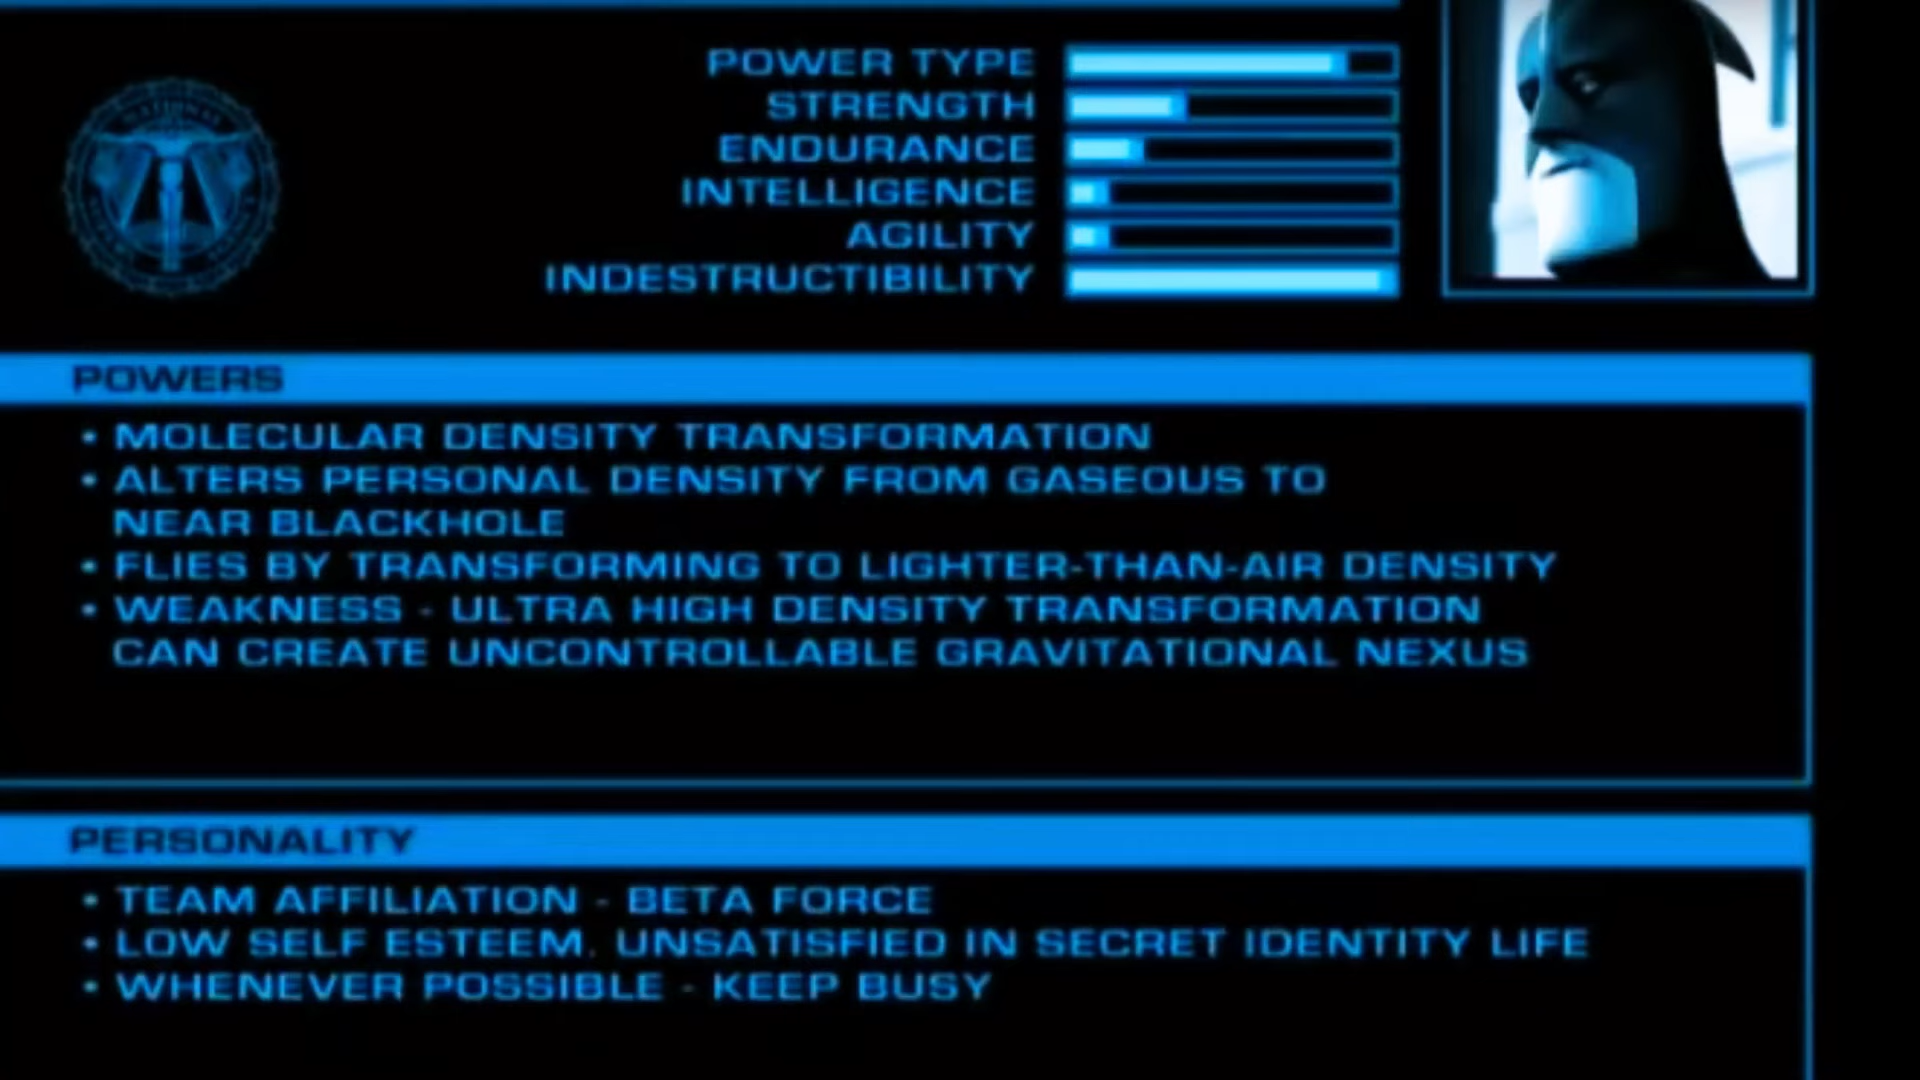 POWER TYPE
STRENGTH
ENDURANCE
INTELLIGENCE
AGILITY
INDESTRUCTIBILITY
POWERS
• MOLECULAR DENSITY TRANSFORMATION
• ALTERS PERSONAL DENSITY FROM GASEOUS TO
NEAR BLACKHOLE
• FLIES BY TRANSFORMING TO LIGHTER-THAN-AIR DENSITY
• WEAKNESS - ULTRA HIGH DENSITY TRANSFORMATION
CAN CREATE UNCONTROLLABLE GRAVITATIONAL NEXUS
PERSONALITY
• TEAM AFFILIATION - BETA FORCE
• LOW SELF ESTEEM. UNSATISFIED IN SECRET IDENTITY LIFE
• WHENEVER POSSIBLE - KEEP BUSY